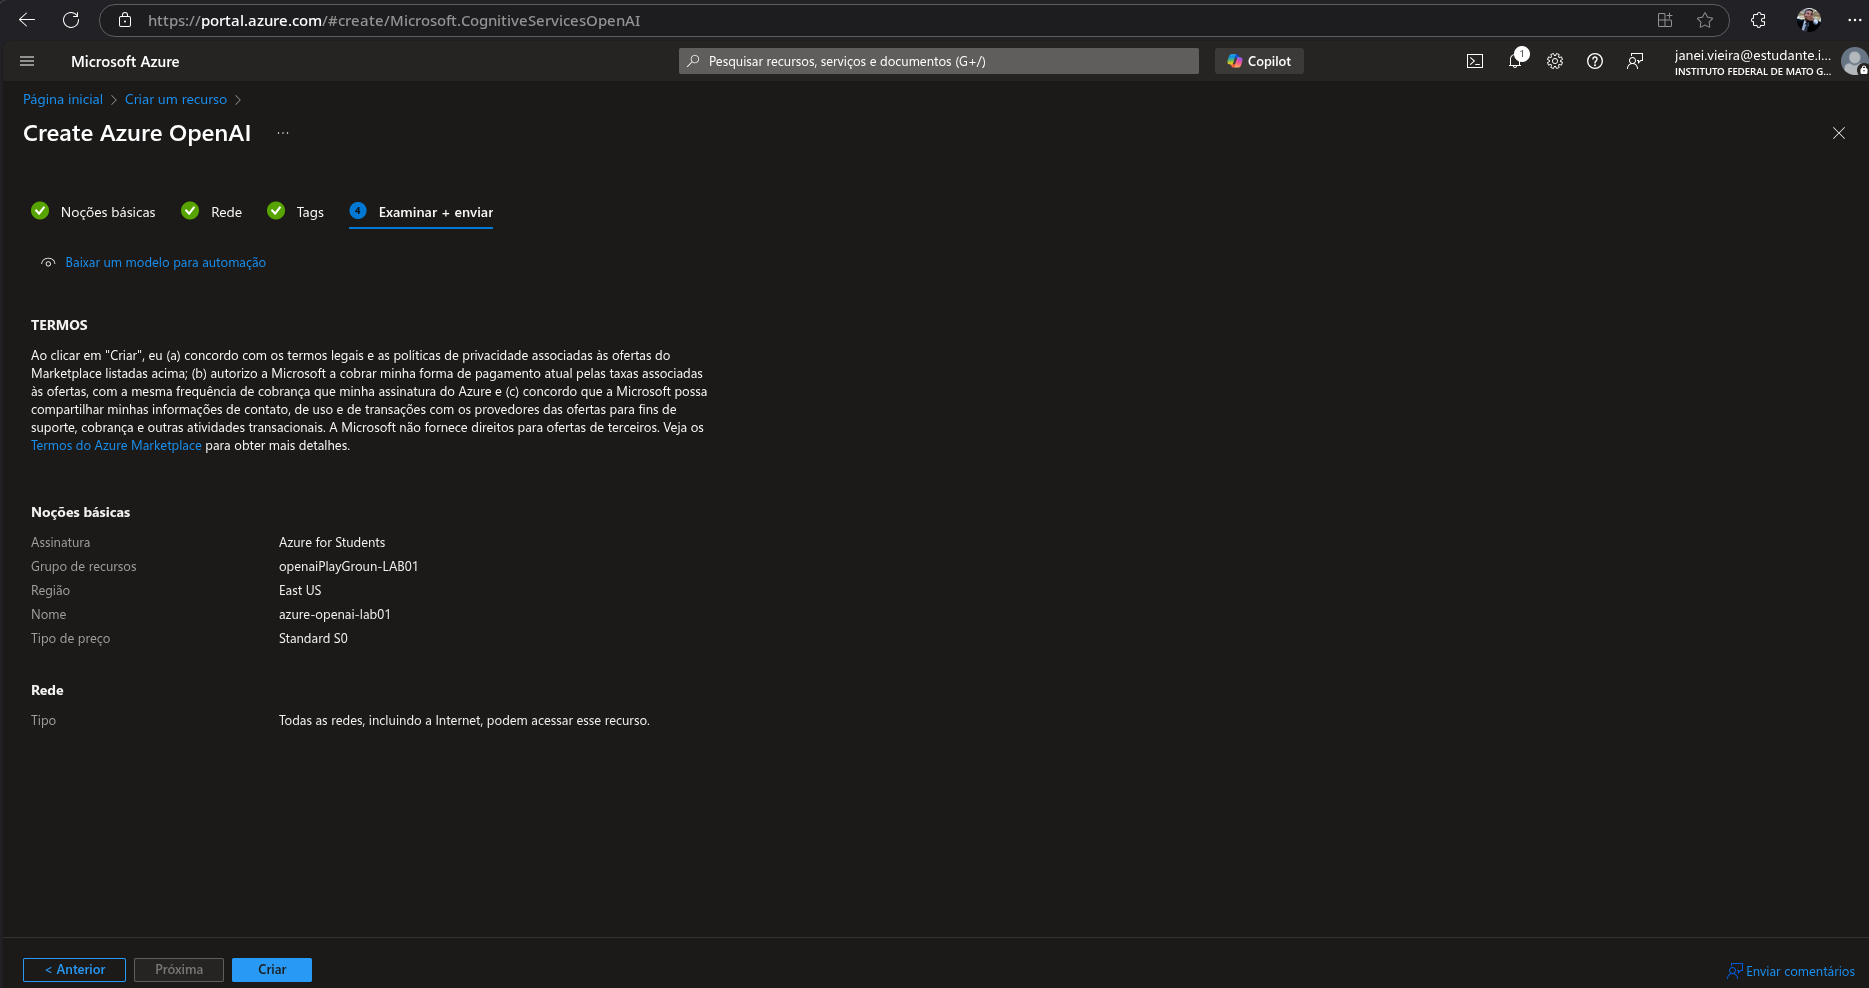 https://portal.azure.com/#create/Microsoft.CognitiveServicesOpenAI
Microsoft Azure
Pesquisar recursos, serviços e documentos (G+/)
Copilot
1
janei.vieira@estudante.i...
INSTITUTO FEDERAL DE MATO G...
Página inicial > Criar um recurso >
Create Azure OpenAI ...
Noções básicas
Rede
Tags
4 Examinar + enviar
Baixar um modelo para automação
TERMOS
Ao clicar em "Criar", eu (a) concordo com os termos legais e as políticas de privacidade associadas às ofertas do
Marketplace listadas acima; (b) autorizo a Microsoft a cobrar minha forma de pagamento atual pelas taxas associadas
às ofertas, com a mesma frequência de cobrança que minha assinatura do Azure e (c) concordo que a Microsoft possa
compartilhar minhas informações de contato, de uso e de transações com os provedores das ofertas para fins de
suporte, cobrança e outras atividades transacionais. A Microsoft não fornece direitos para ofertas de terceiros. Veja os
Termos do Azure Marketplace para obter mais detalhes.
Noções básicas
Assinatura Azure for Students
Grupo de recursos openaiPlayGroun-LAB01
Região East US
Nome azure-openai-lab01
Tipo de preço Standard S0
Rede
Tipo Todas as redes, incluindo a Internet, podem acessar esse recurso.
< Anterior
Próxima
Criar
Enviar comentários